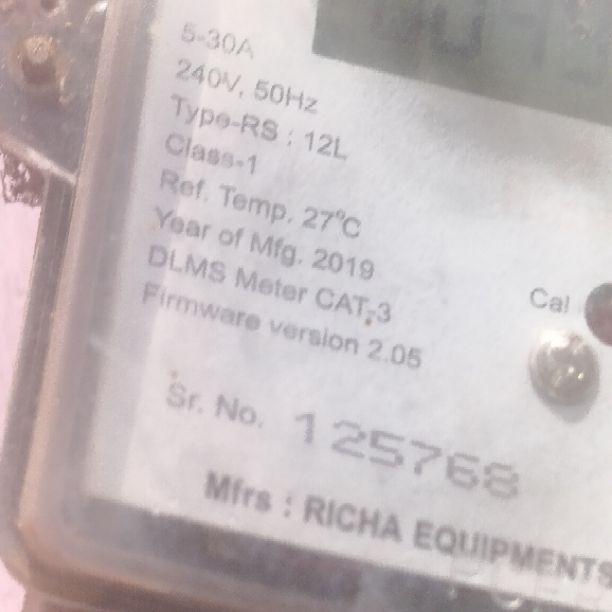 5-30A
240V, 50Hz
Type-RS : 12L
Class-1
Ref. Temp. 27°C
Year of Mfg. 2019
DLMS Meter CAT-3
Firmware version 2.05
Cal
Sr. No. 125768
Mfrs : RICHA EQUIPMENTS